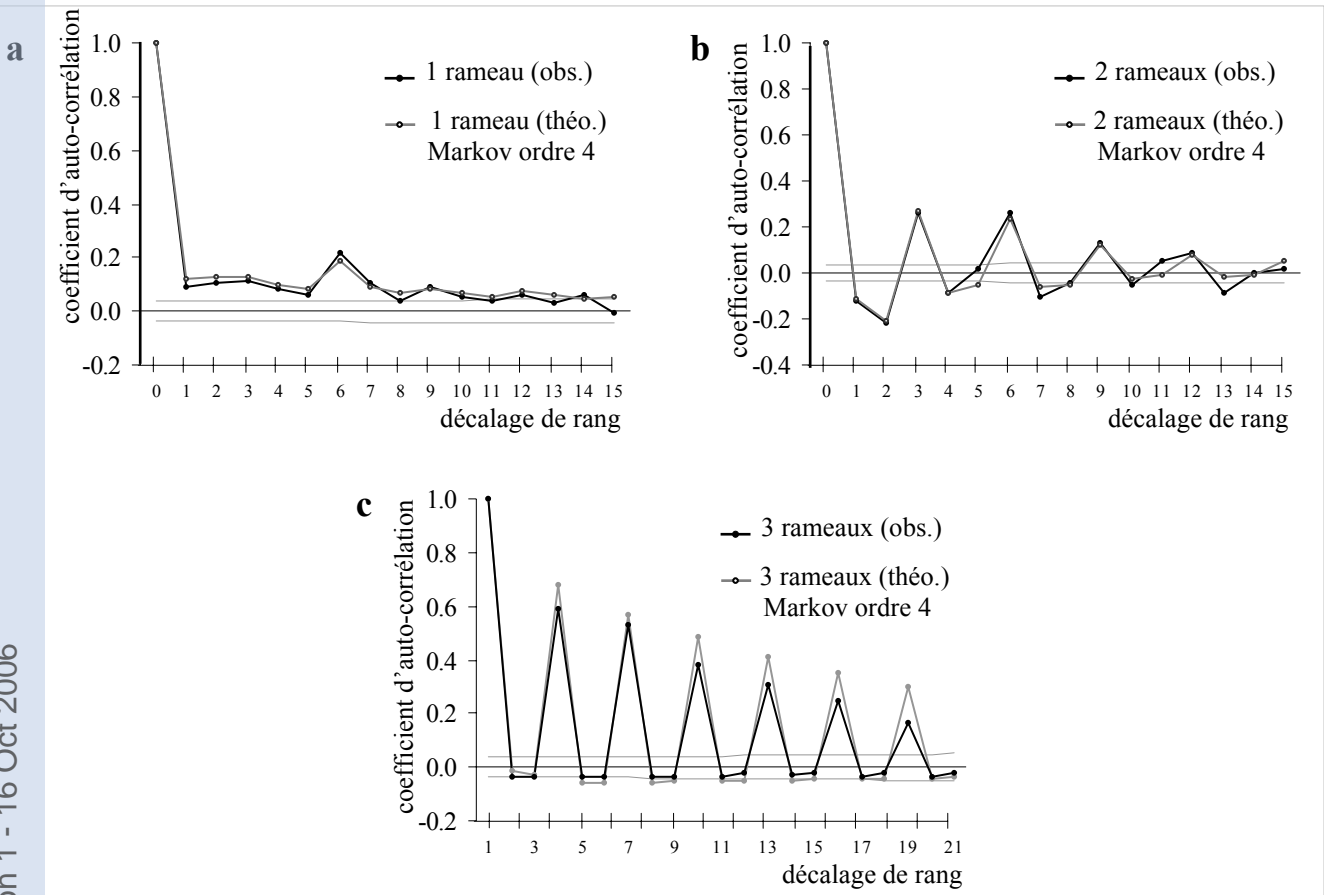 a
coefficient d’auto-corrélation
1.0
0.8
0.6
0.4
0.2
0.0
-0.2
1 rameau (obs.)
1 rameau (théo.)
Markov ordre 4
0 1 2 3 4 5 6 7 8 9 10 11 12 13 14 15
décalage de rang
b
coefficient d’auto-corrélation
1.0
0.8
0.6
0.4
0.2
0.0
-0.2
-0.4
2 rameaux (obs.)
2 rameaux (théo.)
Markov ordre 4
0 1 2 3 4 5 6 7 8 9 10 11 12 13 14 15
décalage de rang
c
coefficient d’auto-corrélation
1.0
0.8
0.6
0.4
0.2
0.0
-0.2
3 rameaux (obs.)
3 rameaux (théo.)
Markov ordre 4
1 3 5 7 9 11 13 15 17 19 21
décalage de rang
1 - 16 Oct 2006